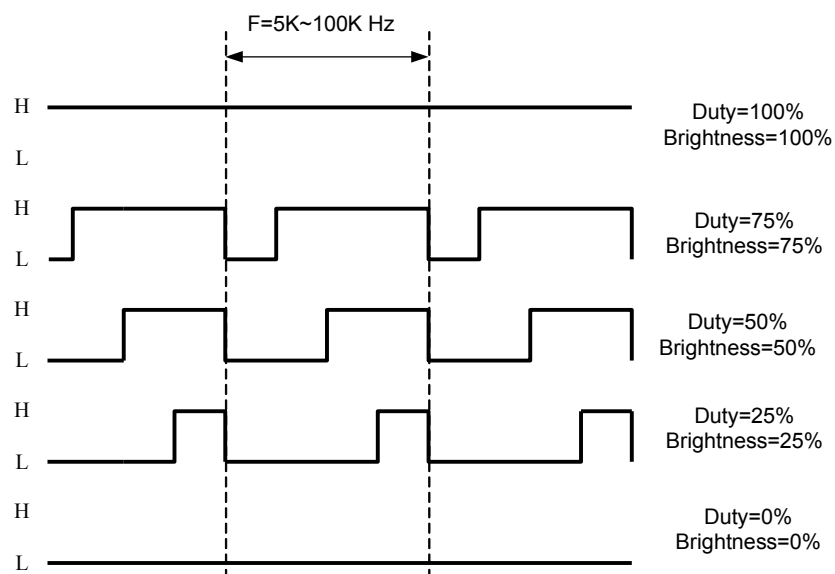 F=5K~100K Hz
H
L
Duty=100%
Brightness=100%
H
L
Duty=75%
Brightness=75%
H
L
Duty=50%
Brightness=50%
H
L
Duty=25%
Brightness=25%
H
L
Duty=0%
Brightness=0%